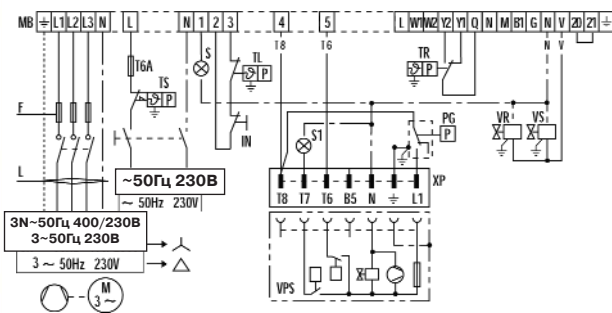 MB ⏚ L1 L2 L3 N L N 1 2 3 4 5 L W1 W2 Y2 Y1 Q N M B1 G N V 20 21 ⏚
T8 T6 N V
T6A S TL TR
TS P P P
F IN S1 PG VR VS
P
L XP
~50Гц 230В
~ 50Hz 230V
T8 T7 T6 B5 N ⏚ L1
3N~50Гц 400/230В
3~50Гц 230В
3 ~ 50Hz 230V
VPS
M
3 ~